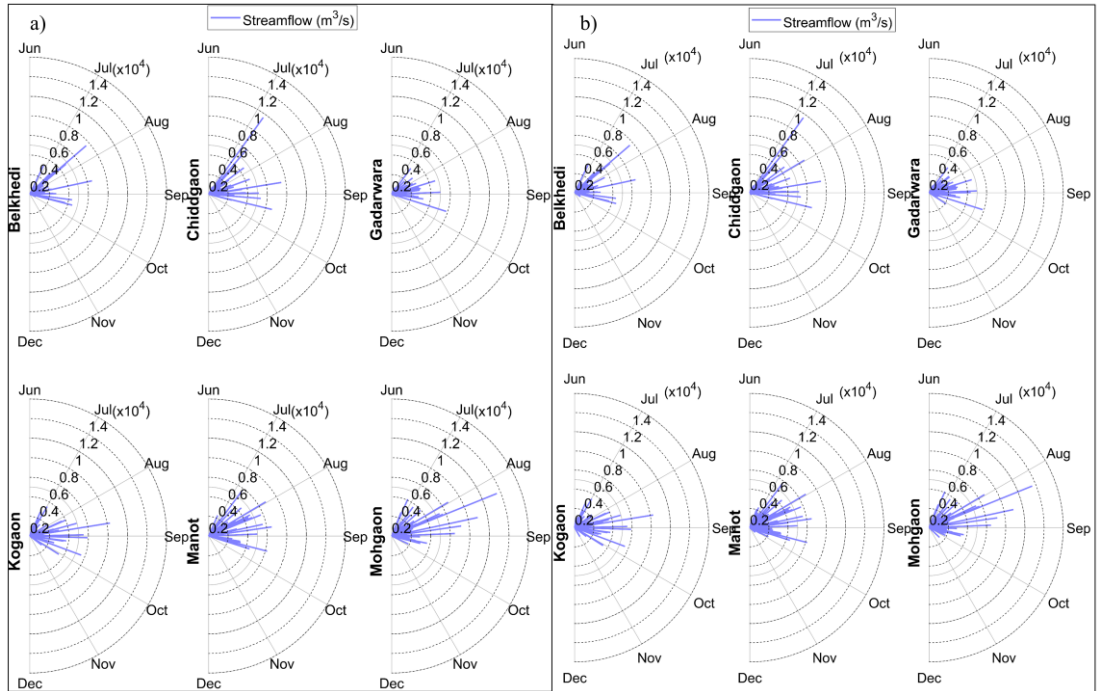 a)
Streamflow (m³/s)
Jun
Jul (x10⁴)
1.4
1.2
1
0.8
0.6
0.4
0.2
Aug
Sep
Oct
Nov
Dec
Belkhedi
Jun
Jul (x10⁴)
1.4
1.2
1
0.8
0.6
0.4
0.2
Aug
Sep
Oct
Nov
Dec
Chiddgaon
Jun
Jul (x10⁴)
1.4
1.2
1
0.8
0.6
0.4
0.2
Aug
Sep
Oct
Nov
Dec
Gadarwara
Jun
Jul (x10⁴)
1.4
1.2
1
0.8
0.6
0.4
0.2
Aug
Sep
Oct
Nov
Dec
Kogaon
Jun
Jul (x10⁴)
1.4
1.2
1
0.8
0.6
0.4
0.2
Aug
Sep
Oct
Nov
Dec
Manot
Jun
Jul (x10⁴)
1.4
1.2
1
0.8
0.6
0.4
0.2
Aug
Sep
Oct
Nov
Dec
Mohgaon
b)
Streamflow (m³/s)
Jun
Jul (x10⁴)
1.4
1.2
1
0.8
0.6
0.4
0.2
Aug
Sep
Oct
Nov
Dec
Belkhedi
Jun
Jul (x10⁴)
1.4
1.2
1
0.8
0.6
0.4
0.2
Aug
Sep
Oct
Nov
Dec
Chiddgaon
Jun
Jul (x10⁴)
1.4
1.2
1
0.8
0.6
0.4
0.2
Aug
Sep
Oct
Nov
Dec
Gadarwara
Jun
Jul (x10⁴)
1.4
1.2
1
0.8
0.6
0.4
0.2
Aug
Sep
Oct
Nov
Dec
Kogaon
Jun
Jul (x10⁴)
1.4
1.2
1
0.8
0.6
0.4
0.2
Aug
Sep
Oct
Nov
Dec
Manot
Jun
Jul (x10⁴)
1.4
1.2
1
0.8
0.6
0.4
0.2
Aug
Sep
Oct
Nov
Dec
Mohgaon